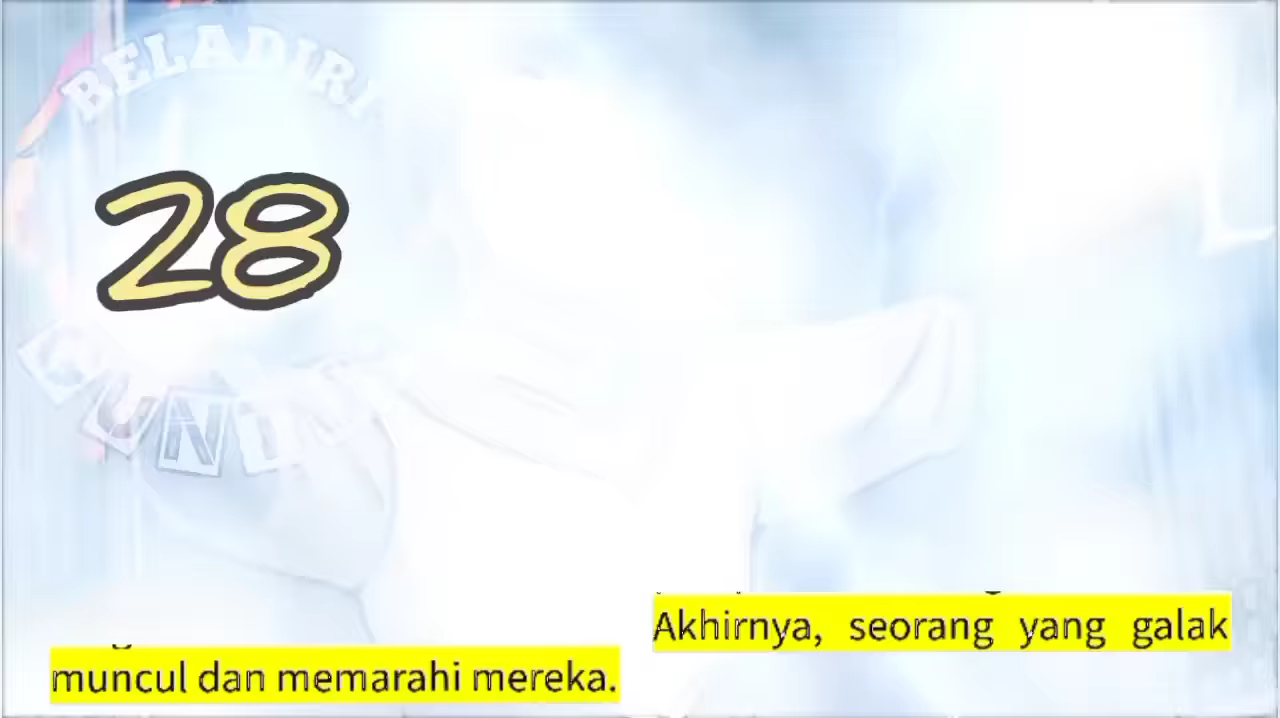 BELADIRI
28
Akhirnya, seorang yang galak
muncul dan memarahi mereka.